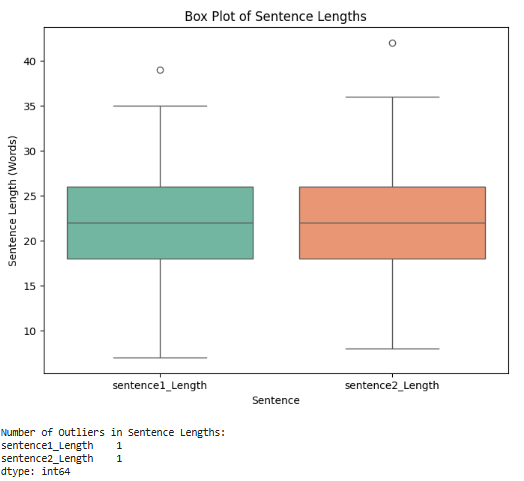 Box Plot of Sentence Lengths
Sentence Length (Words)
40
35
30
25
20
15
10
sentence1_Length sentence2_Length
Sentence
Number of Outliers in Sentence Lengths:
sentence1_Length    1
sentence2_Length    1
dtype: int64